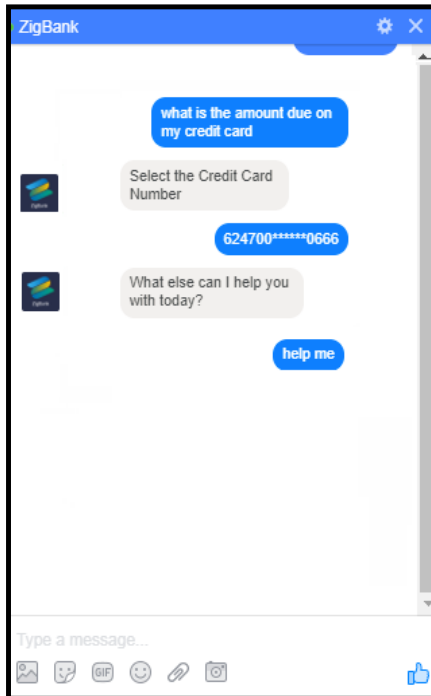 ZigBank
what is the amount due on
my credit card
Select the Credit Card
Number
624700******0666
What else can I help you
with today?
help me
Type a message...
GIF